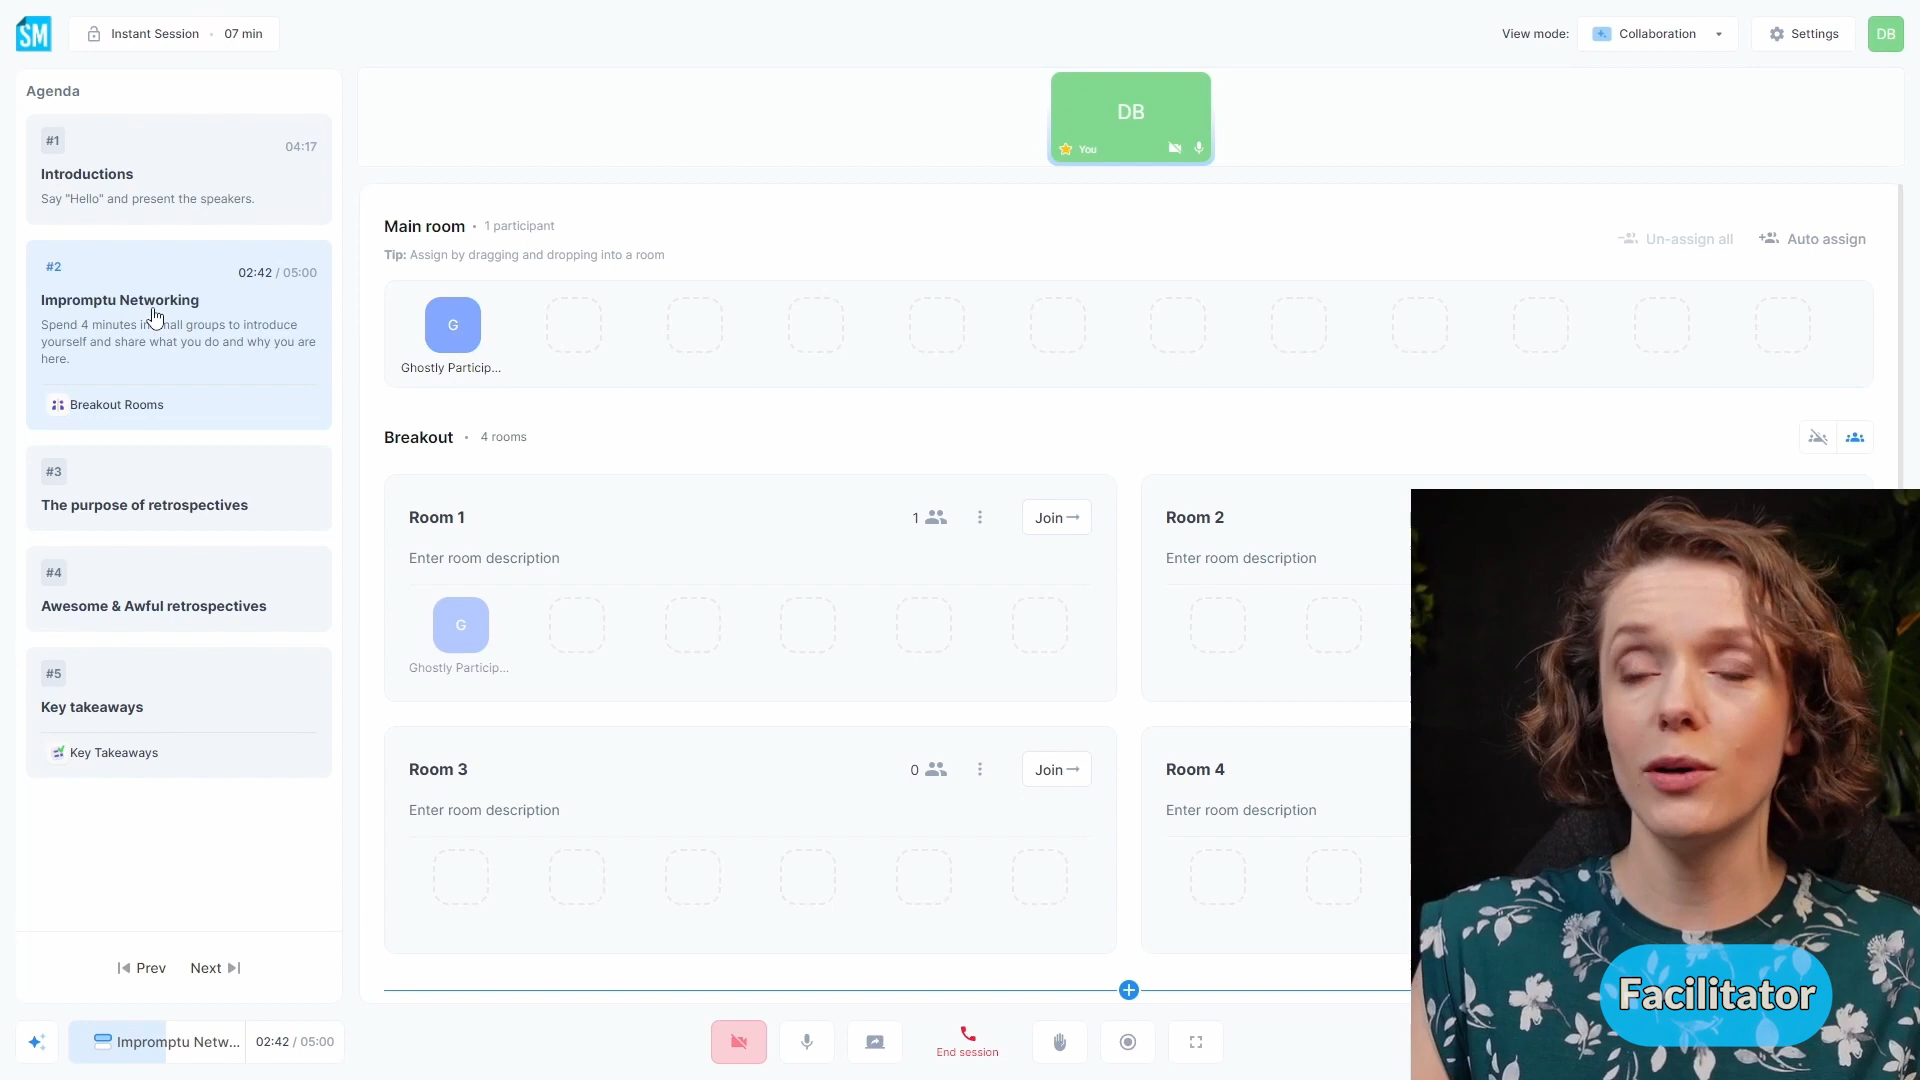 SM
Instant Session · 07 min
View mode:
Collaboration
Settings
DB
Agenda
#1
04:17
Introductions
Say "Hello" and present the speakers.
#2
02:42 / 05:00
Impromptu Networking
Spend 4 minutes in small groups to introduce
yourself and share what you do and why you are
here.
Breakout Rooms
#3
The purpose of retrospectives
#4
Awesome & Awful retrospectives
#5
Key takeaways
Key Takeaways
Prev
Next
Impromptu Netw...
02:42 / 05:00
DB
You
Main room · 1 participant
Tip: Assign by dragging and dropping into a room
Un-assign all
Auto assign
G
Ghostly Particip...
Breakout · 4 rooms
Room 1
1
Join
Enter room description
G
Ghostly Particip...
Room 2
Enter room description
Room 3
0
Join
Enter room description
Room 4
Enter room description
End session
Facilitator